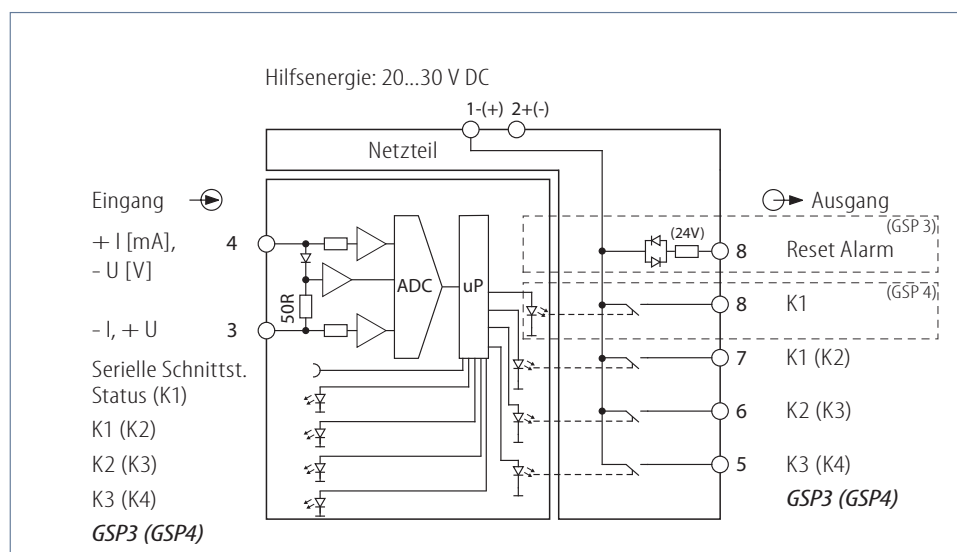 Hilfsenergie: 20...30 V DC
1-(+) 2+(-)
Netzteil
Eingang
Ausgang
+ I [mA],
- U [V]
4
50R
ADC
uP
(GSP 3)
(24V)
8
Reset Alarm
(GSP 4)
8
K1
- I, + U
3
7
K1 (K2)
Serielle Schnittst.
Status (K1)
K1 (K2)
6
K2 (K3)
K2 (K3)
5
K3 (K4)
K3 (K4)
GSP3 (GSP4)
GSP3 (GSP4)